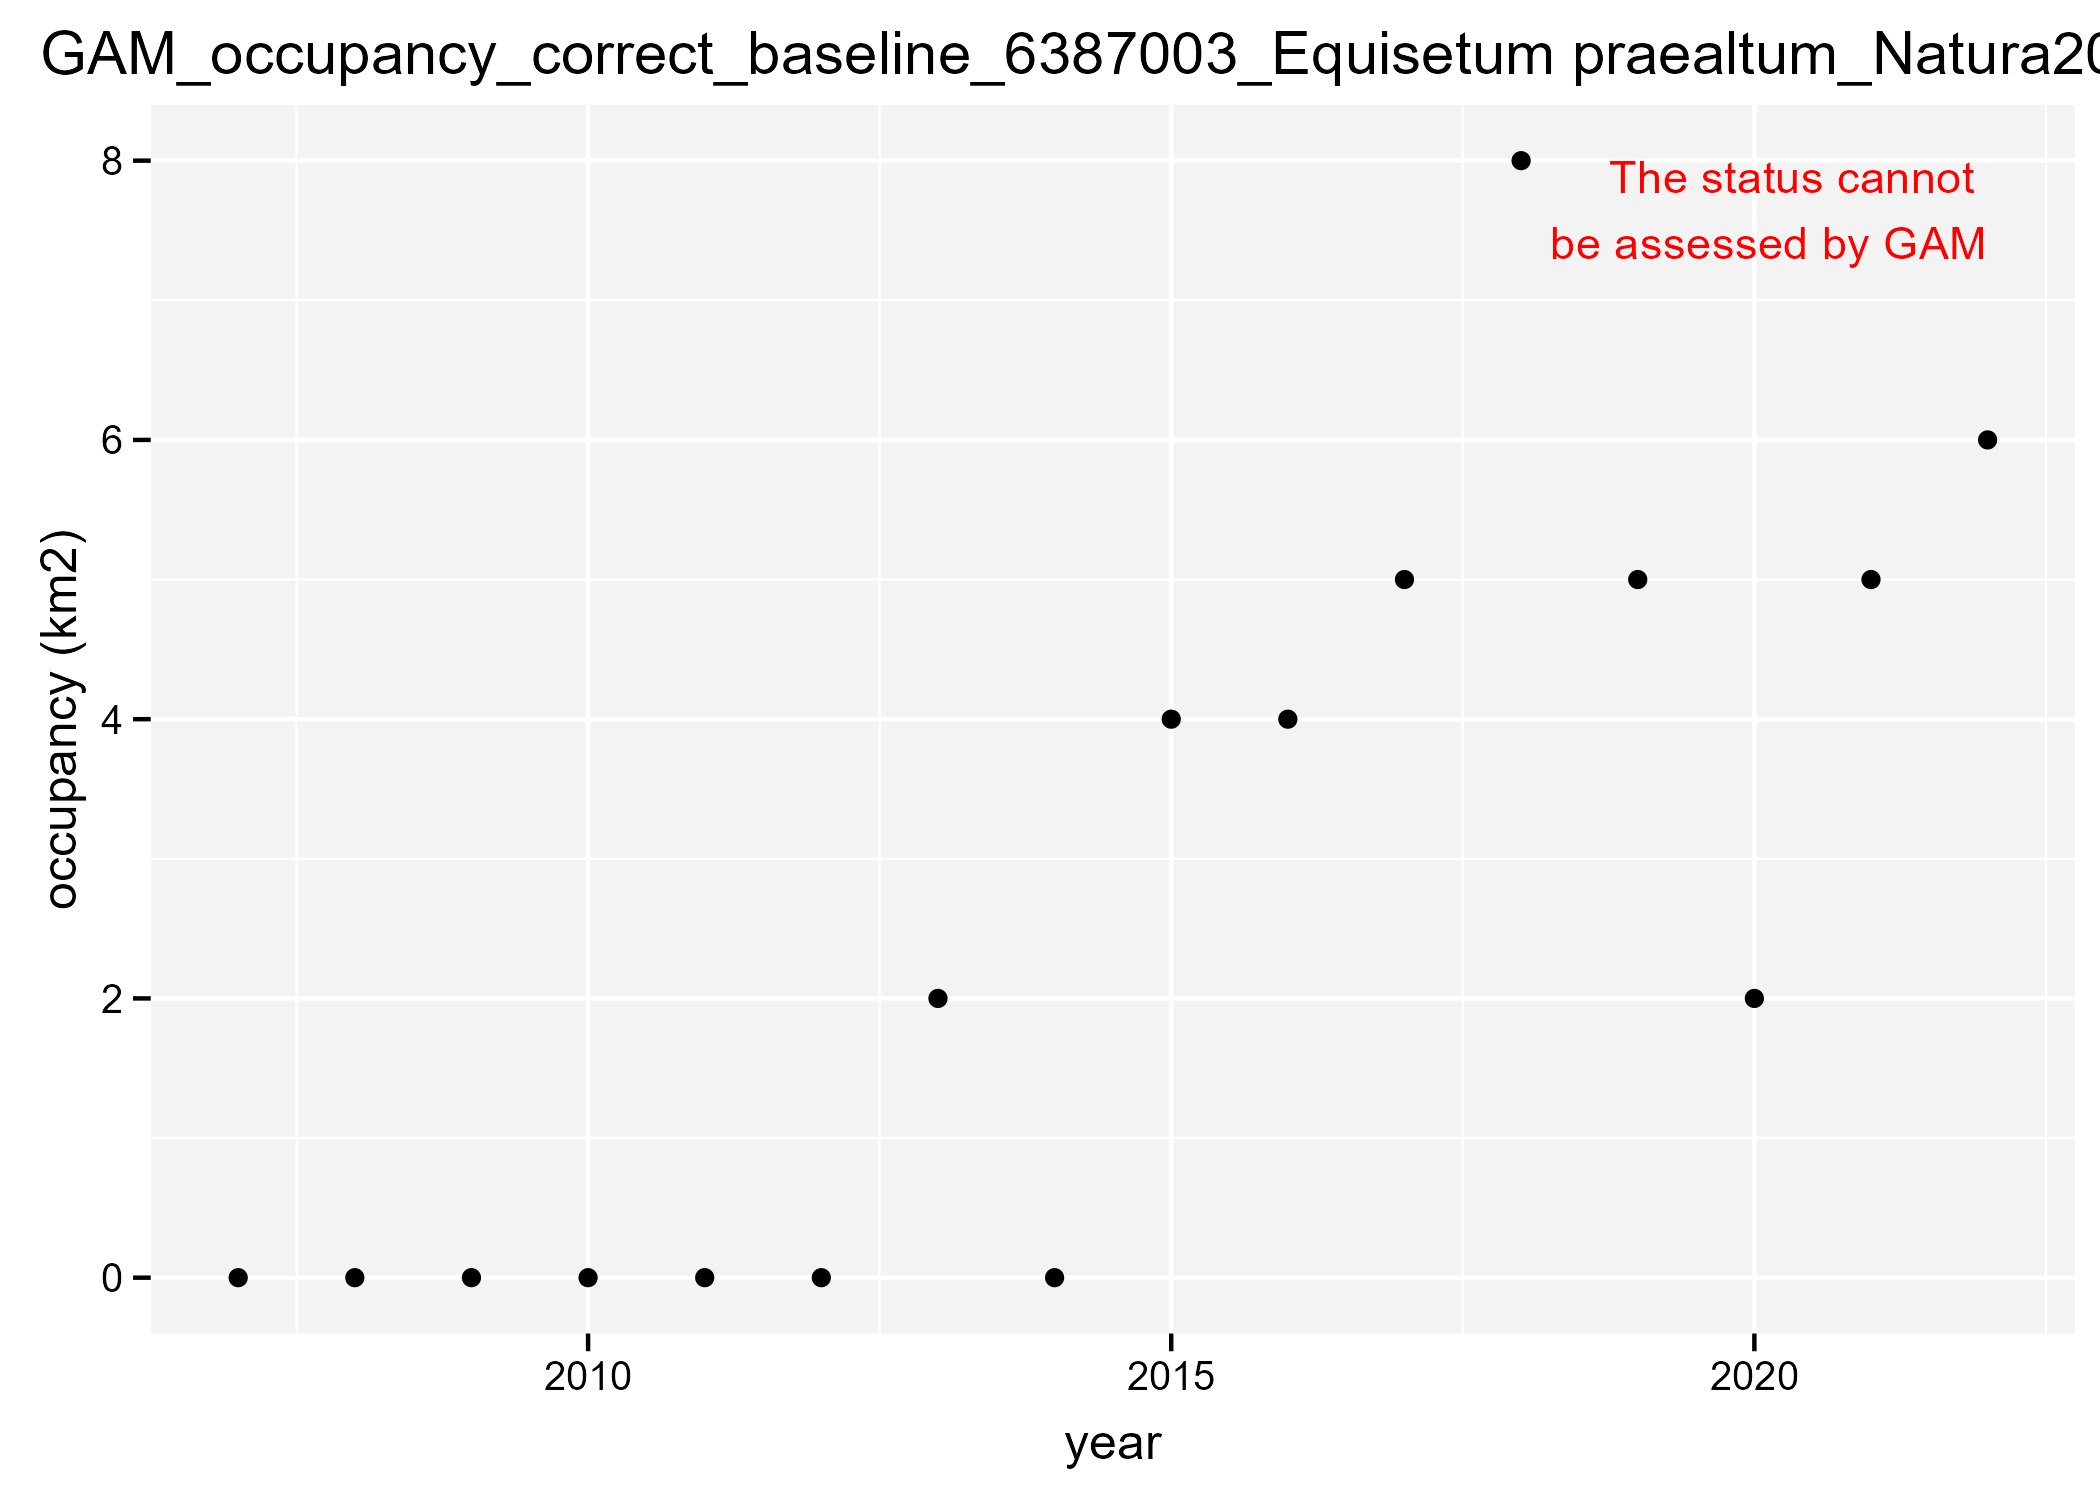 GAM_occupancy_correct_baseline_6387003_Equisetum praealtum_Natura20
8
The status cannot
be assessed by GAM
6
occupancy (km2)
4
2
0
2010
2015
2020
year